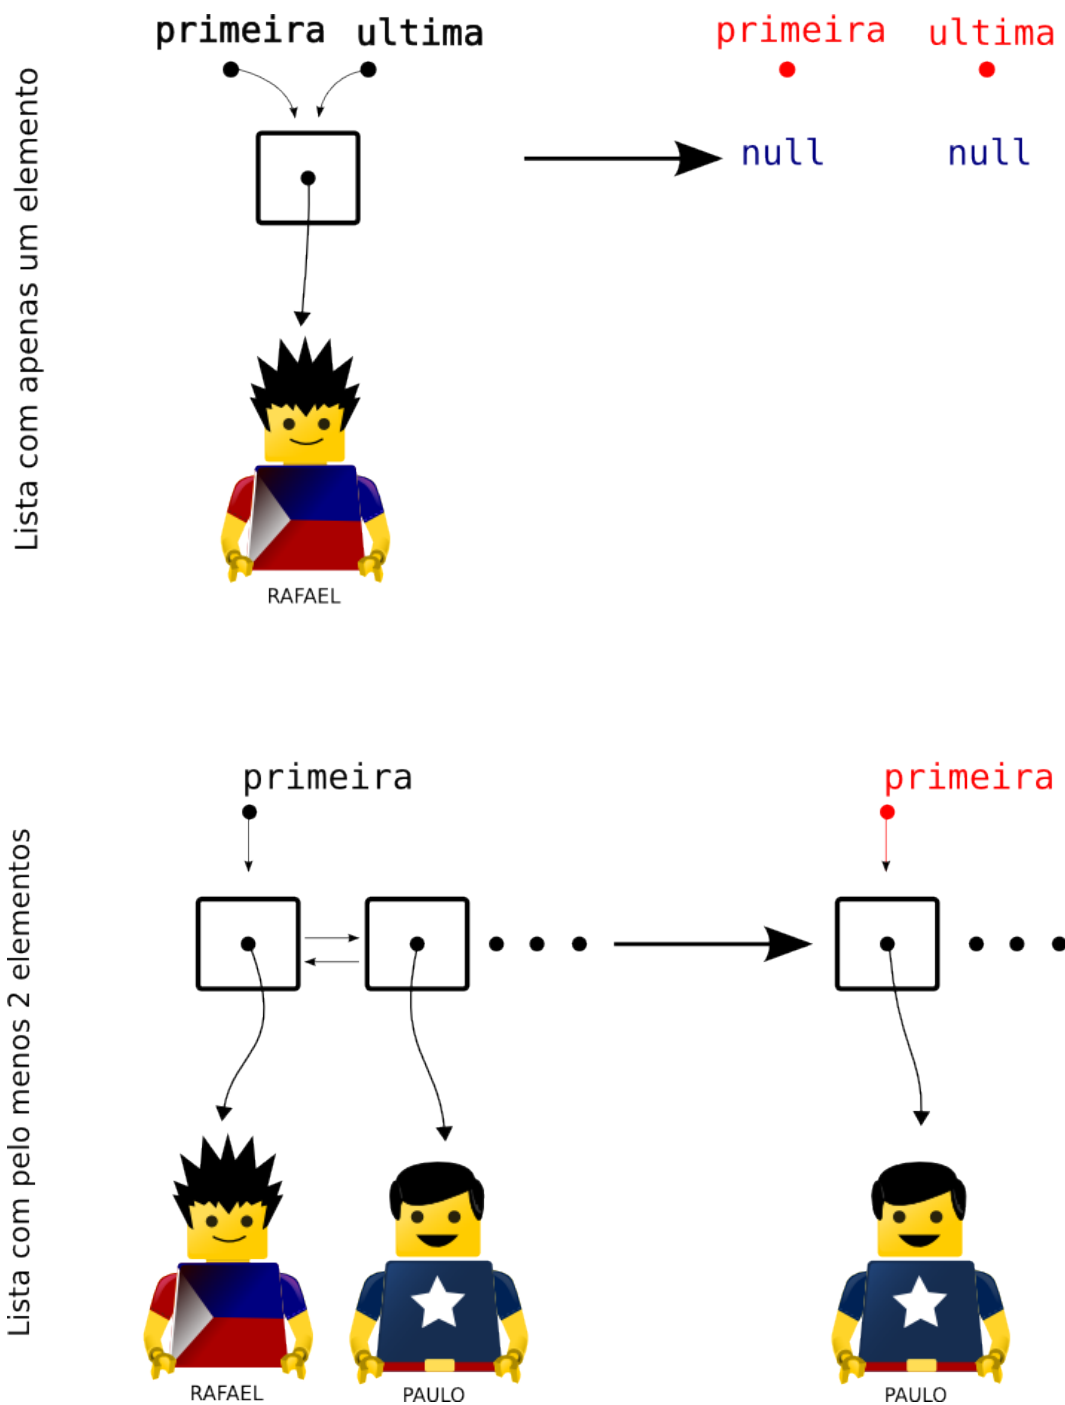 primeira ultima
primeira ultima
null null
Lista com apenas um elemento
RAFAEL
primeira
primeira
Lista com pelo menos 2 elementos
RAFAEL
PAULO
PAULO